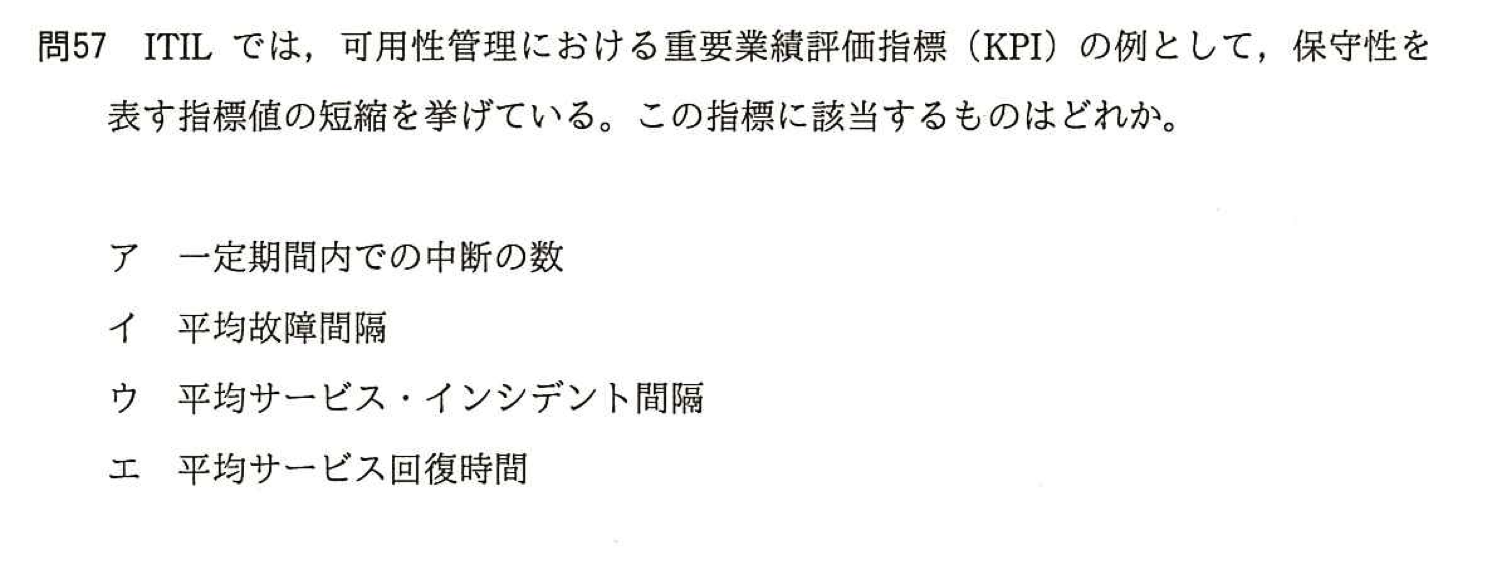 問57 ITIL では，可用性管理における重要業績評価指標（KPI）の例として，保守性を
表す指標値の短縮を挙げている。この指標に該当するものはどれか。
ア 一定期間内での中断の数
イ 平均故障間隔
ウ 平均サービス・インシデント間隔
エ 平均サービス回復時間